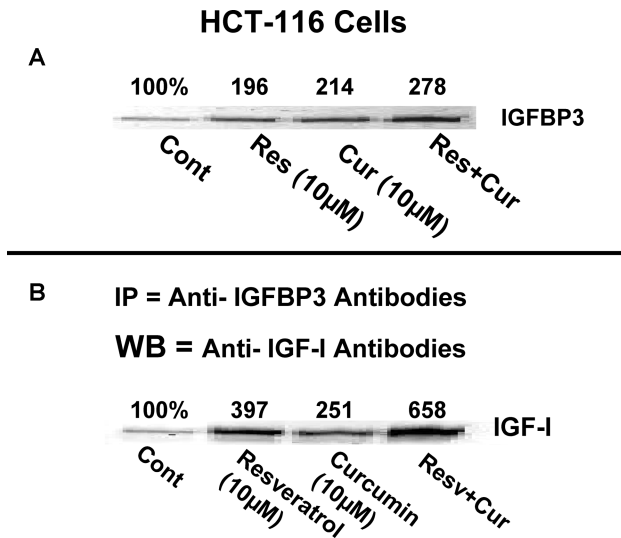 HCT-116 Cells
A
100% 196 214 278
IGFBP3
Cont
Res (10μM)
Cur (10μM)
Res+Cur
B
IP = Anti- IGFBP3 Antibodies
WB = Anti- IGF-I Antibodies
100% 397 251 658
IGF-I
Cont
Resveratrol
(10μM)
Curcumin
(10μM)
Resv+Cur